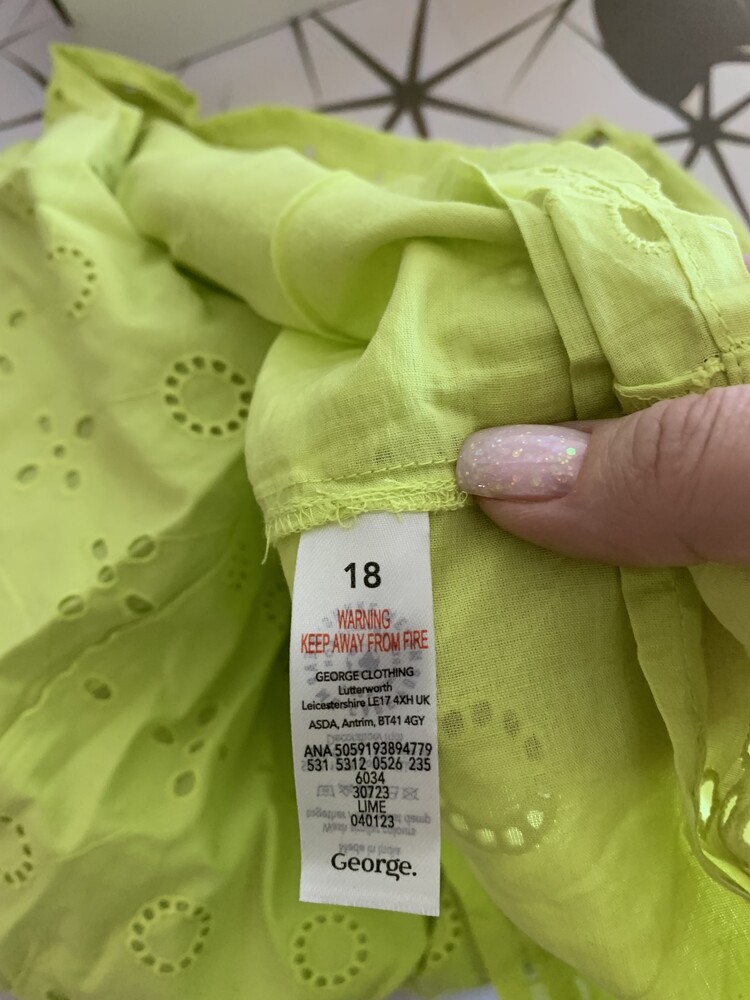 18
WARNING
KEEP AWAY FROM FIRE
GEORGE CLOTHING
Lutterworth
Leicestershire LE17 4XH UK
ASDA, Antrim, BT41 4GY
ANA 5059193894779
531 5312 0526 235
6034
30723
LIME
040123
George.